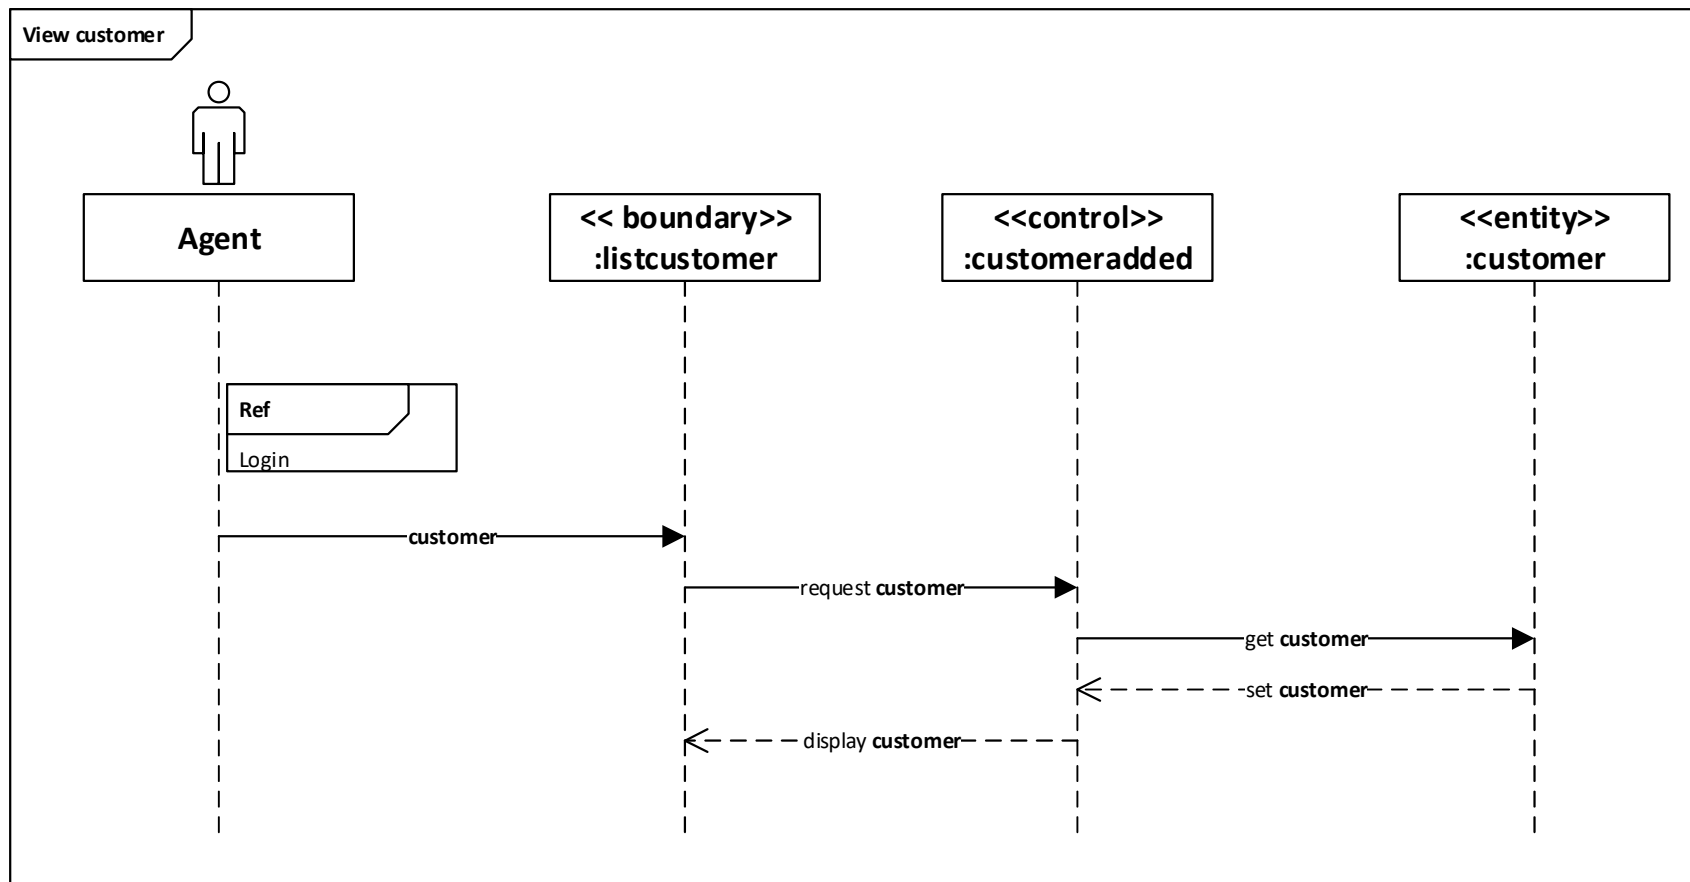 View customer
Agent
<< boundary>>
:listcustomer
<<control>>
:customeradded
<<entity>>
:customer
Ref
Login
customer
request customer
get customer
set customer
display customer